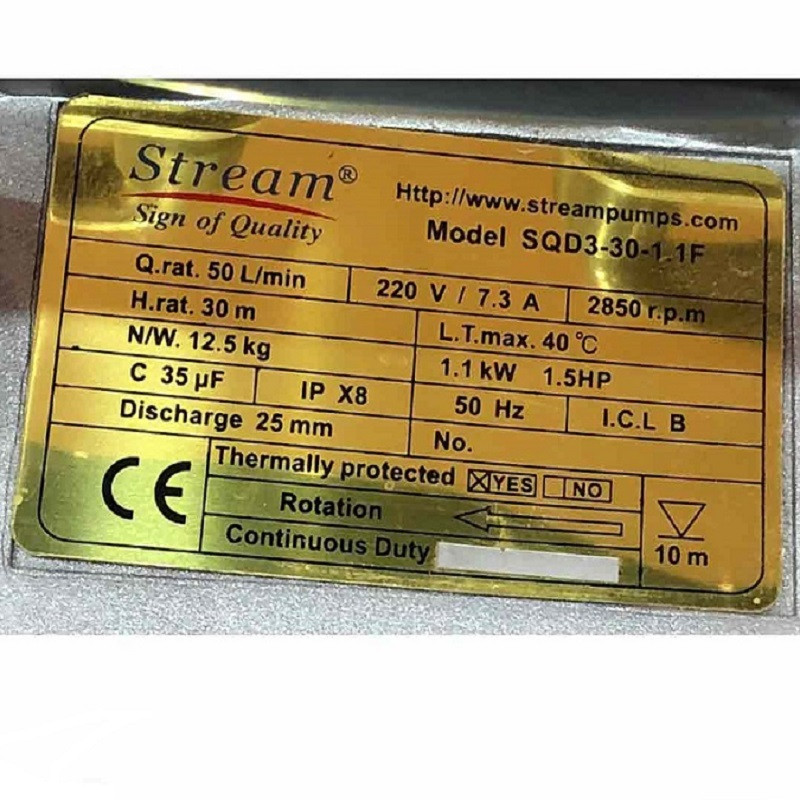 Stream®
Sign of Quality
Http://www.streampumps.com
Model SQD3-30-1.1F
Q.rat. 50 L/min
220 V / 7.3 A
2850 r.p.m
H.rat. 30 m
L.T.max. 40 °C
N/W. 12.5 kg
1.1 kW 1.5HP
C 35 µF
IP X8
50 Hz
I.C.L B
Discharge 25 mm
No.
CE
Thermally protected YES NO
Rotation
Continuous Duty
10 m